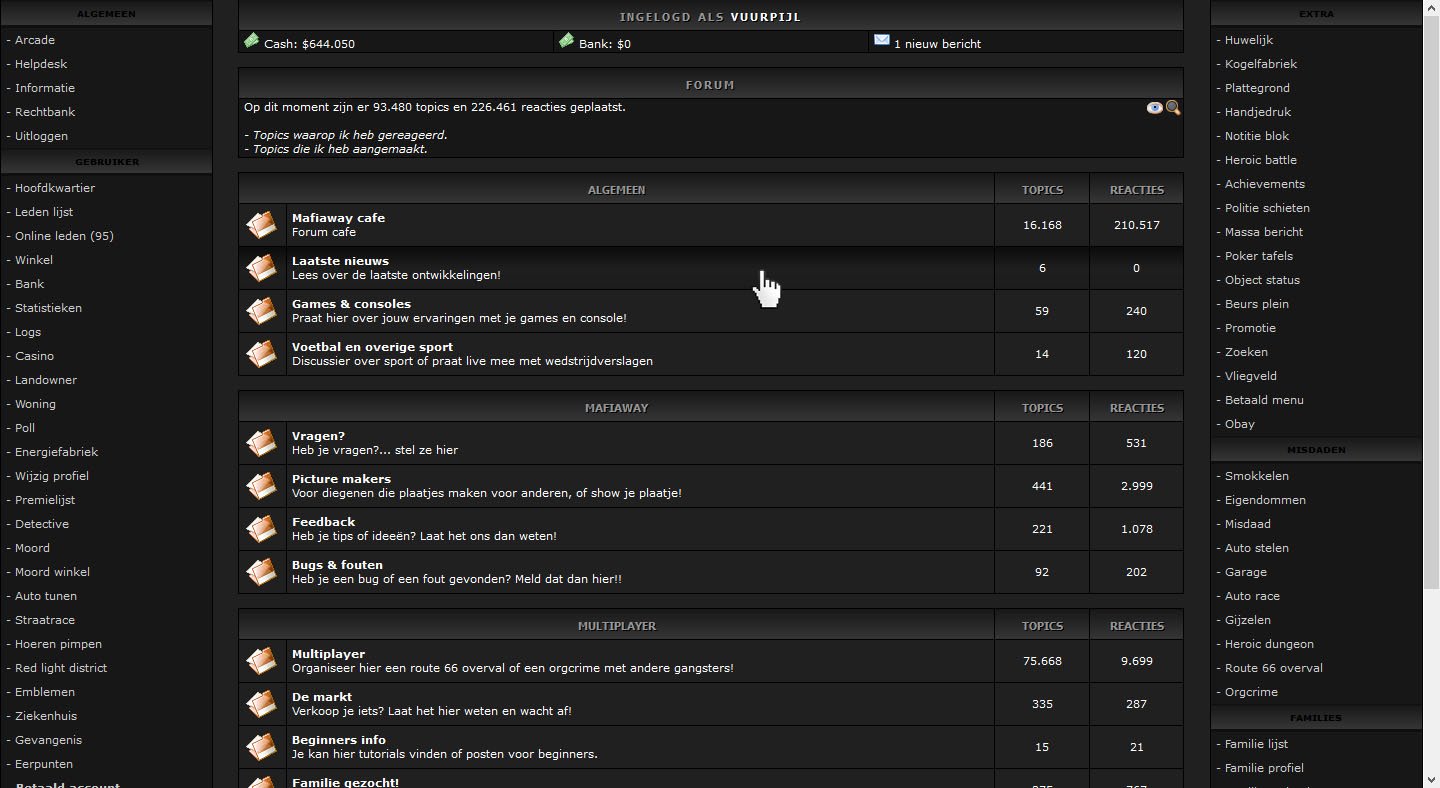 ALGEMEEN
- Arcade
- Helpdesk
- Informatie
- Rechtbank
- Uitloggen
GEBRUIKER
- Hoofdkwartier
- Leden lijst
- Online leden (95)
- Winkel
- Bank
- Statistieken
- Logs
- Casino
- Landowner
- Woning
- Poll
- Energiefabriek
- Wijzig profiel
- Premielijst
- Detective
- Moord
- Moord winkel
- Auto tunen
- Straatrace
- Hoeren pimpen
- Red light district
- Emblemen
- Ziekenhuis
- Gevangenis
- Eerpunten
- Betaald account
INGELOGD ALS VUURPIJL
Cash: $644.050 Bank: $0 1 nieuw bericht
FORUM
Op dit moment zijn er 93.480 topics en 226.461 reacties geplaatst.
- Topics waarop ik heb gereageerd.
- Topics die ik heb aangemaakt.
ALGEMEEN TOPICS REACTIES
Mafiaway cafe
Forum cafe
16.168 210.517
Laatste nieuws
Lees over de laatste ontwikkelingen!
6 0
Games & consoles
Praat hier over jouw ervaringen met je games en console!
59 240
Voetbal en overige sport
Discussier over sport of praat live mee met wedstrijdverslagen
14 120
MAFIAWAY TOPICS REACTIES
Vragen?
Heb je vragen?... stel ze hier
186 531
Picture makers
Voor diegenen die plaatjes maken voor anderen, of show je plaatje!
441 2.999
Feedback
Heb je tips of ideeën? Laat het ons dan weten!
221 1.078
Bugs & fouten
Heb je een bug of een fout gevonden? Meld dat dan hier!!
92 202
MULTIPLAYER TOPICS REACTIES
Multiplayer
Organiseer hier een route 66 overval of een orgcrime met andere gangsters!
75.668 9.699
De markt
Verkoop je iets? Laat het hier weten en wacht af!
335 287
Beginners info
Je kan hier tutorials vinden of posten voor beginners.
15 21
Familie gezocht!
EXTRA
- Huwelijk
- Kogelfabriek
- Plattegrond
- Handjedruk
- Notitie blok
- Heroic battle
- Achievements
- Politie schieten
- Massa bericht
- Poker tafels
- Object status
- Beurs plein
- Promotie
- Zoeken
- Vliegveld
- Betaald menu
- Obay
MISDADEN
- Smokkelen
- Eigendommen
- Misdaad
- Auto stelen
- Garage
- Auto race
- Gijzelen
- Heroic dungeon
- Route 66 overval
- Orgcrime
FAMILIES
- Familie lijst
- Familie profiel